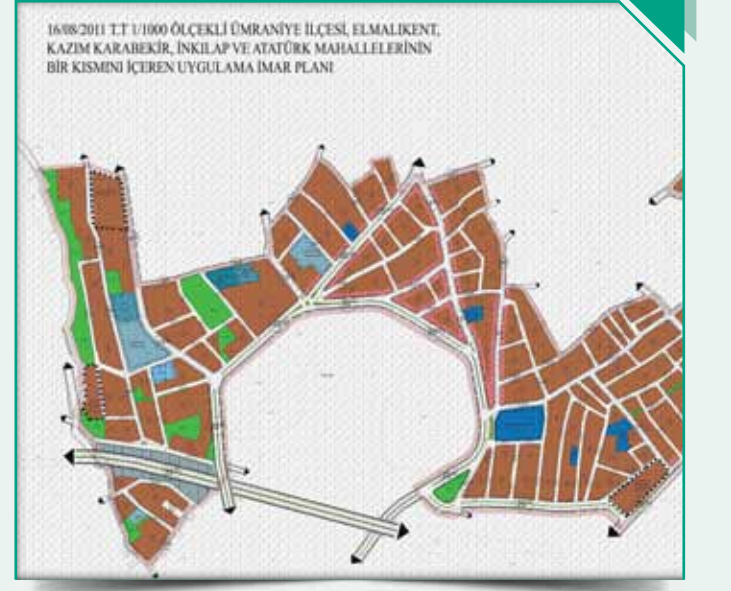 16/08/2011 T.T 1/1000 ÖLÇEKLİ ÜMRANİYE İLÇESİ, ELMALIKENT,
KAZIM KARABEKİR, İNKILAP VE ATATÜRK MAHALLELERİNİN
BİR KISMINI İÇEREN UYGULAMA İMAR PLANI